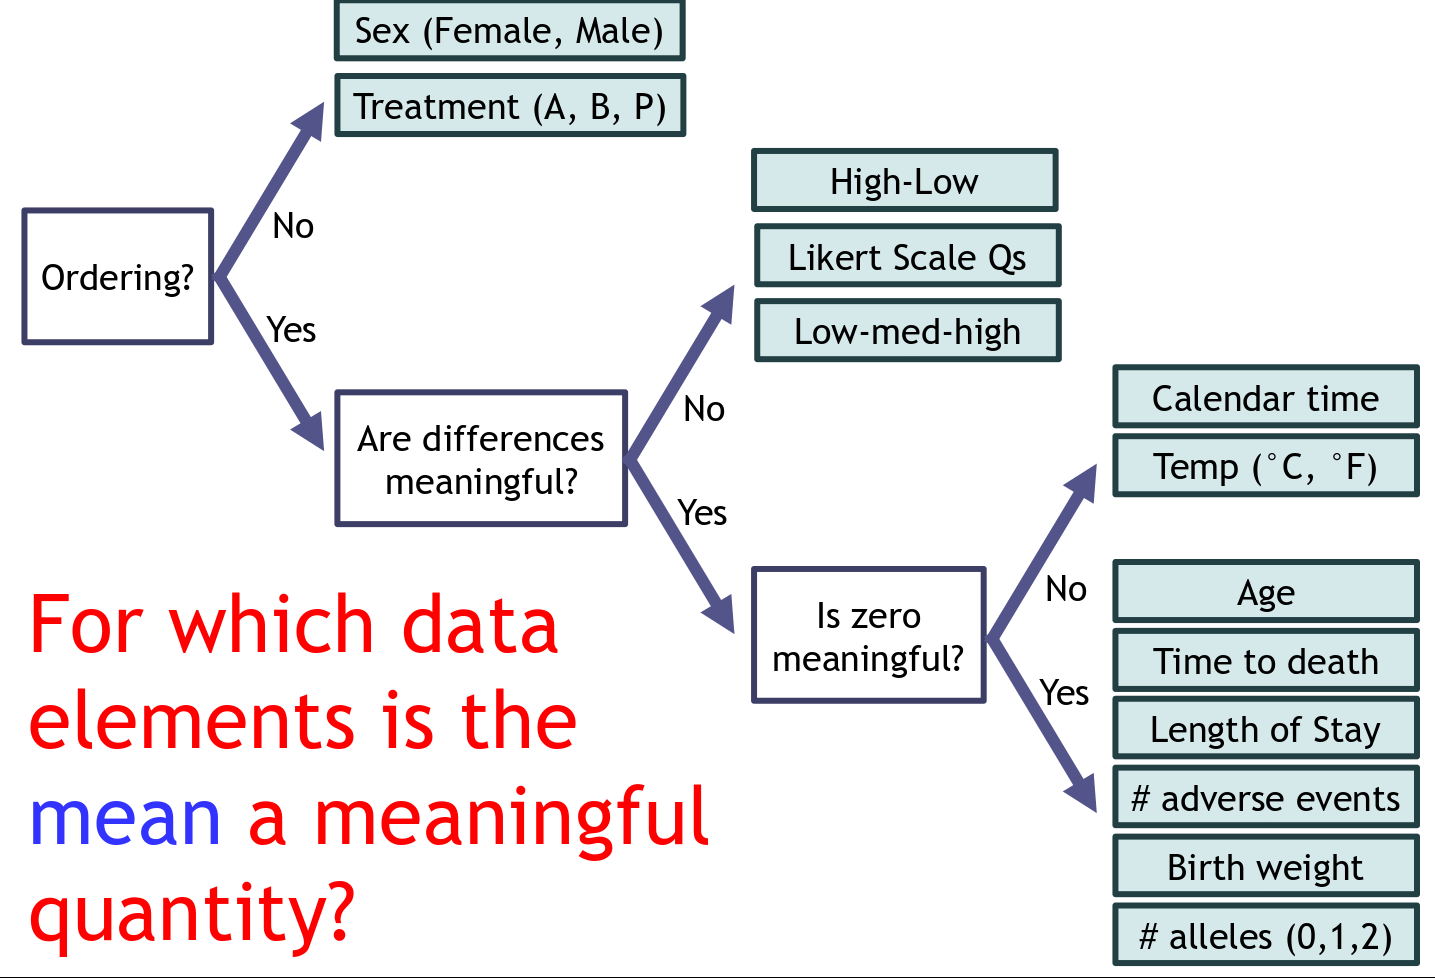 Sex (Female, Male)
Treatment (A, B, P)
No
Ordering?
Yes
High-Low
Likert Scale Qs
Low-med-high
No
Are differences
meaningful?
Yes
Calendar time
Temp (°C, °F)
No
Is zero
meaningful?
Yes
Age
Time to death
Length of Stay
# adverse events
Birth weight
# alleles (0,1,2)
For which data
elements is the
mean a meaningful
quantity?